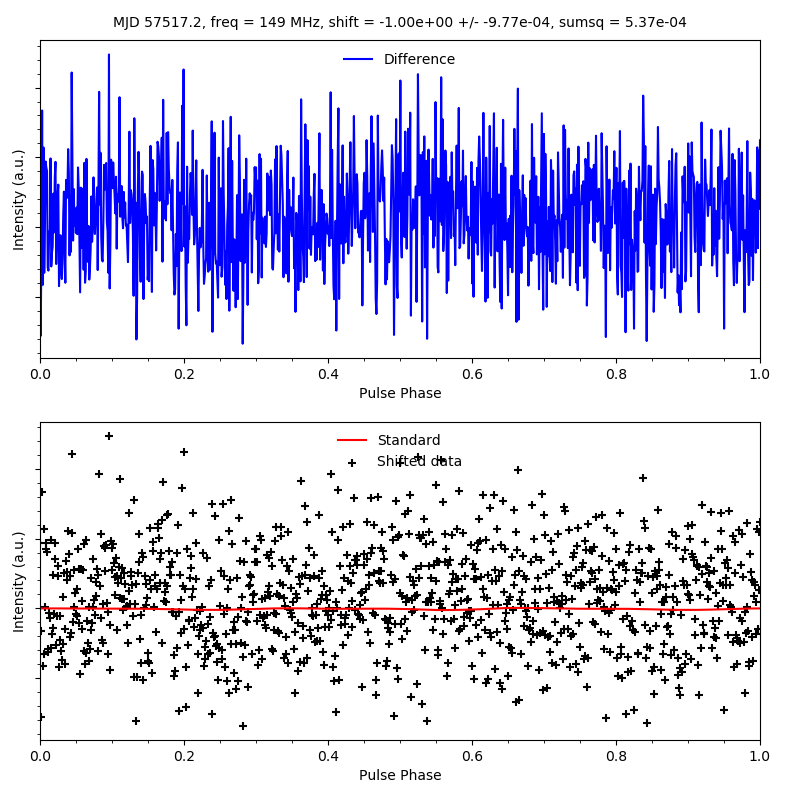 MJD 57517.2, freq = 149 MHz, shift = -1.00e+00 +/- -9.77e-04, sumsq = 5.37e-04
Difference
Intensity (a.u.)
0.0 0.2 0.4 0.6 0.8 1.0
Pulse Phase
Standard
Shifted data
Intensity (a.u.)
0.0 0.2 0.4 0.6 0.8 1.0
Pulse Phase